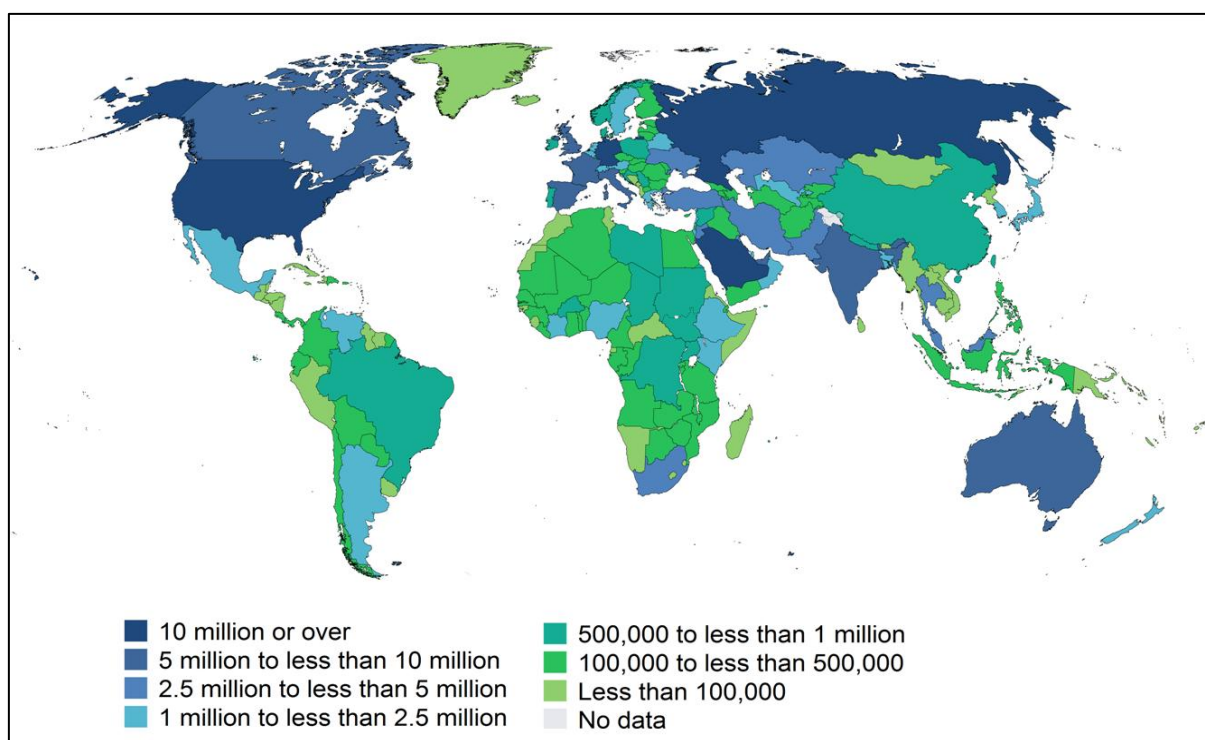 10 million or over
5 million to less than 10 million
2.5 million to less than 5 million
1 million to less than 2.5 million
500,000 to less than 1 million
100,000 to less than 500,000
Less than 100,000
No data